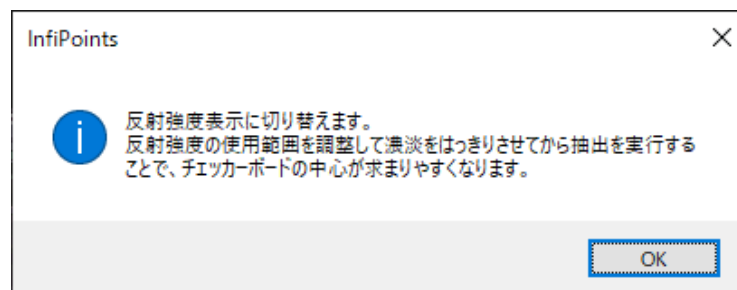 InfiPoints
反射強度表示に切り替えます。
反射強度の使用範囲を調整して濃淡をはっきりさせてから抽出を実行する
ことで、チェッカーボードの中心が求まりやすくなります。
OK